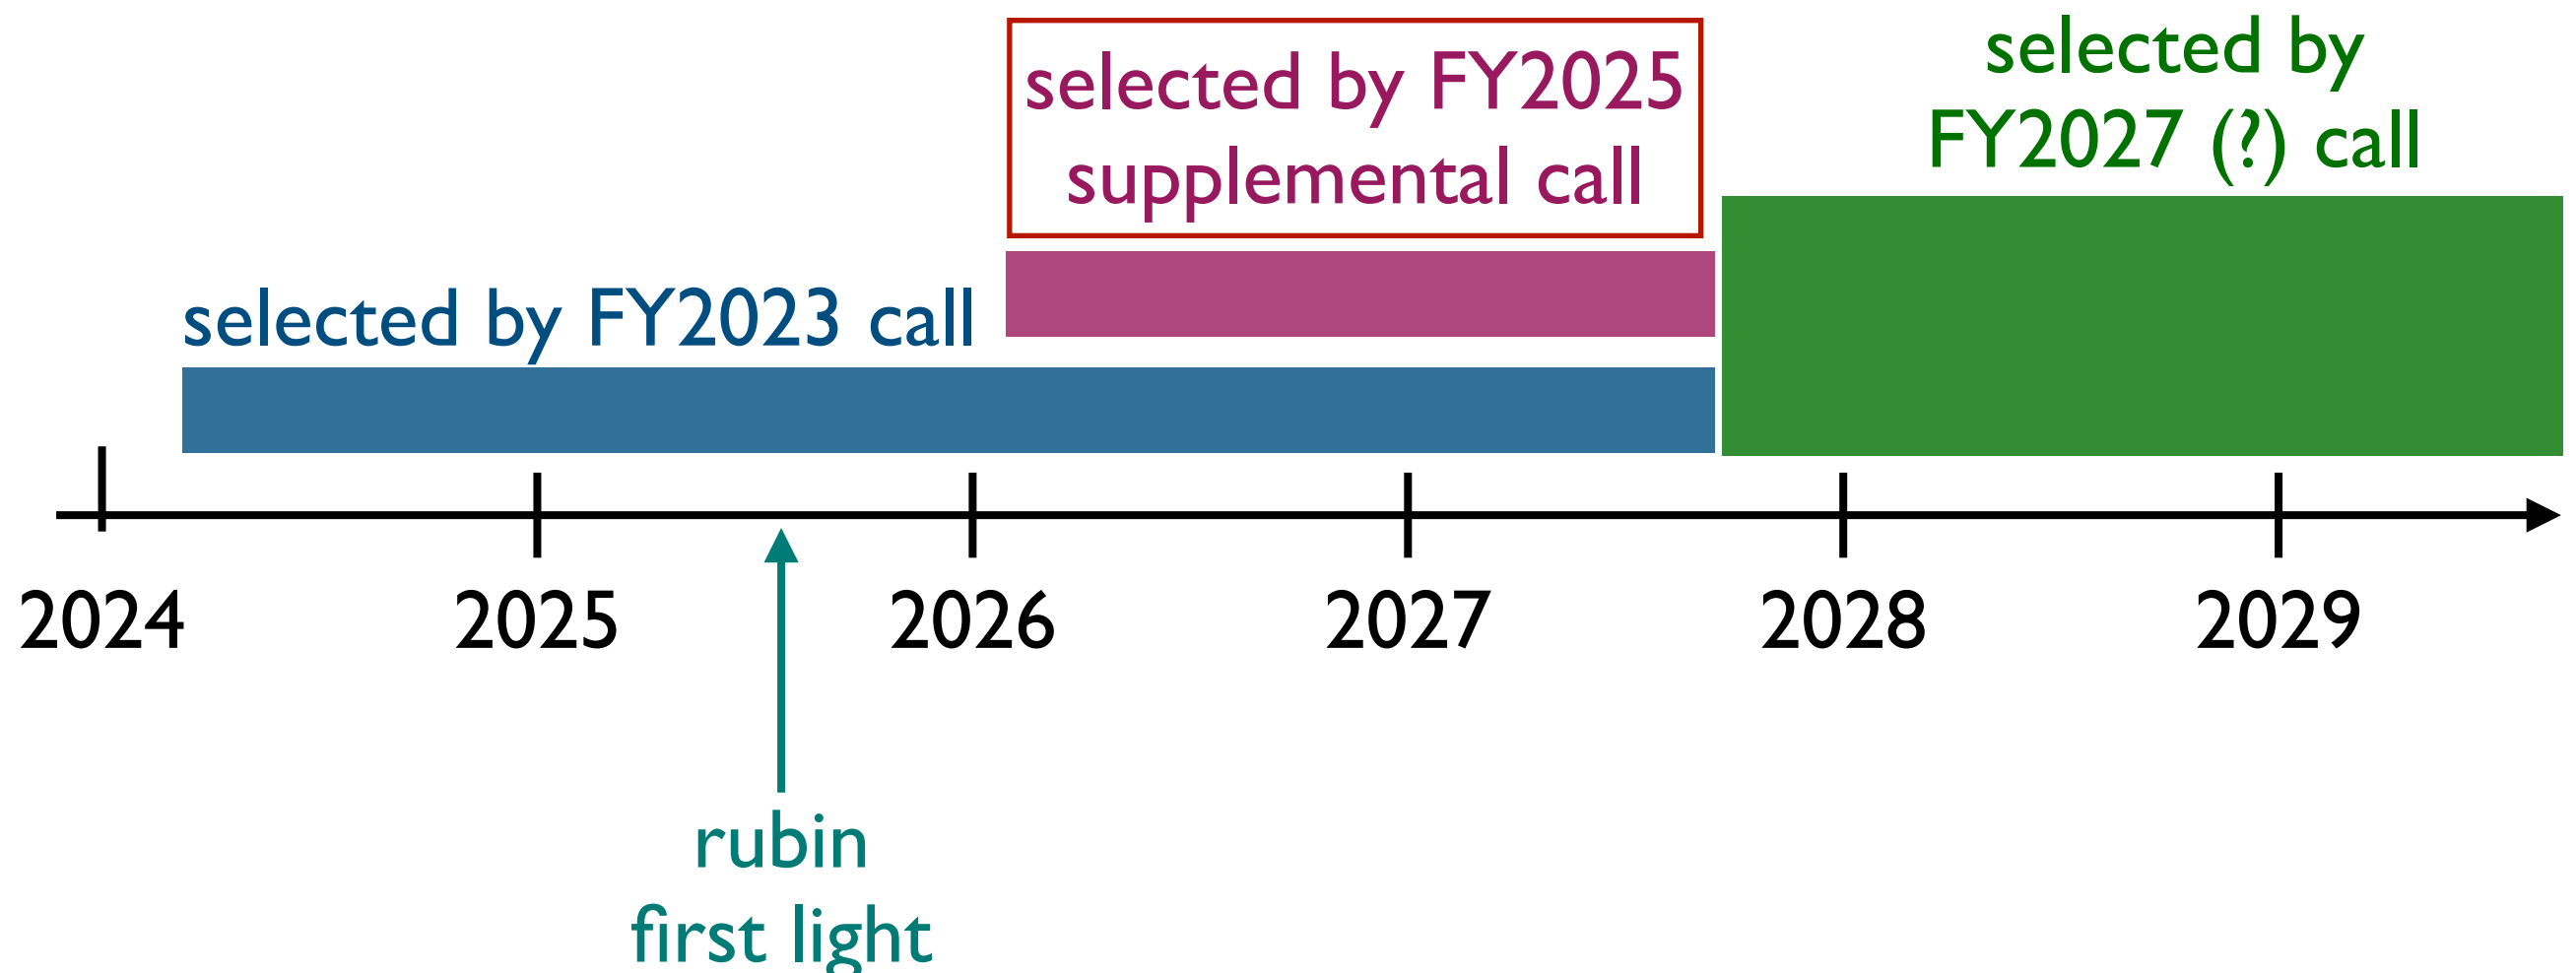 selected by FY2025
supplemental call
selected by
FY2027 (?) call
selected by FY2023 call
2024
2025
2026
2027
2028
2029
rubin
first light